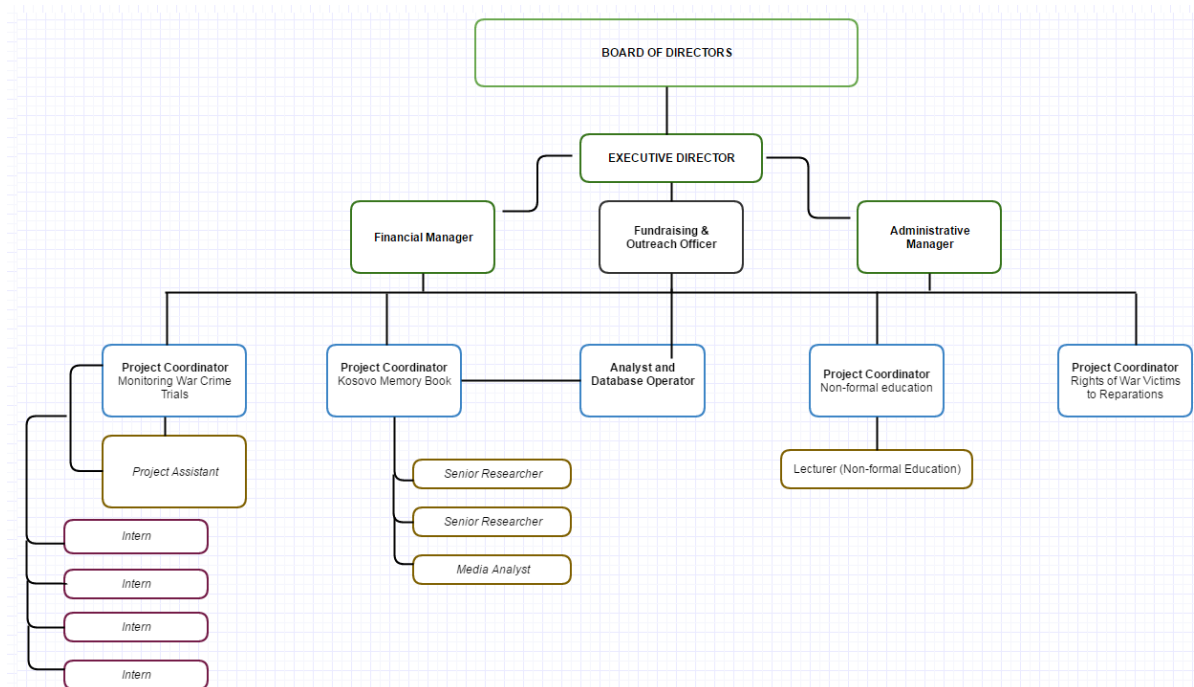 BOARD OF DIRECTORS
EXECUTIVE DIRECTOR
Financial Manager
Fundraising &
Outreach Officer
Administrative
Manager
Project Coordinator
Monitoring War Crime
Trials
Project Coordinator
Kosovo Memory Book
Analyst and
Database Operator
Project Coordinator
Non-formal education
Project Coordinator
Rights of War Victims
to Reparations
Project Assistant
Senior Researcher
Lecturer (Non-formal Education)
Senior Researcher
Media Analyst
Intern
Intern
Intern
Intern